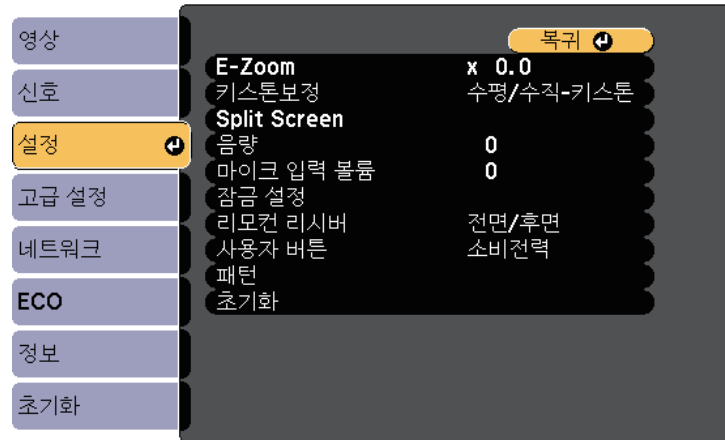 영상
신호
설정
고급 설정
네트워크
ECO
정보
초기화
복귀
E-Zoom x 0.0
키스톤보정 수평/수직-키스톤
Split Screen
음량 0
마이크 입력 볼륨 0
잠금 설정
리모컨 리시버 전면/후면
사용자 버튼 소비전력
패턴
초기화